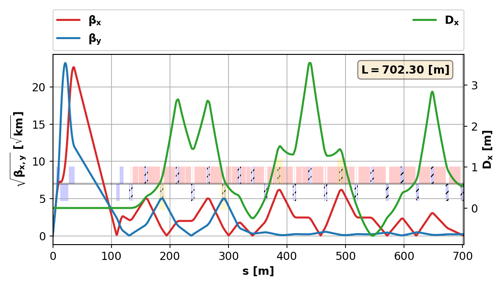 βx
βy
Dx
L = 702.30 [m]
√βx,y [√km]
20
15
10
5
0
3
2
1
0
Dx [m]
0 100 200 300 400 500 600 700
s [m]